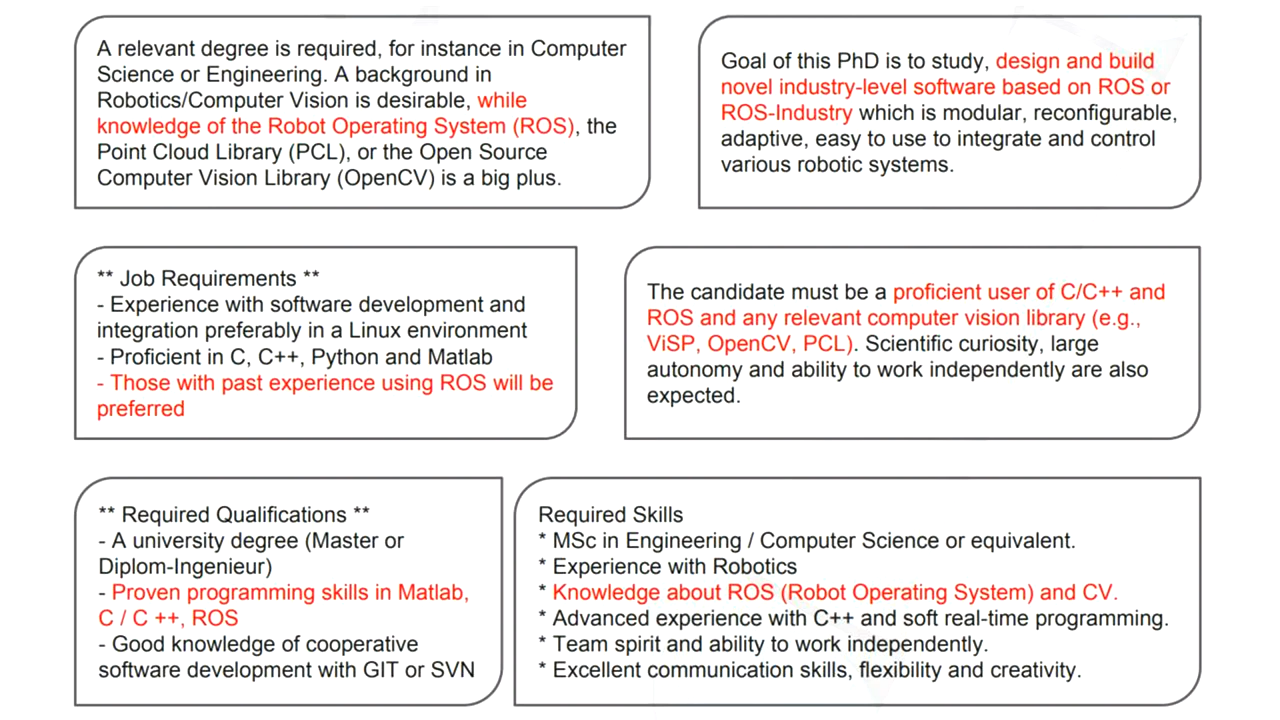 A relevant degree is required, for instance in Computer
Science or Engineering. A background in
Robotics/Computer Vision is desirable, while
knowledge of the Robot Operating System (ROS), the
Point Cloud Library (PCL), or the Open Source
Computer Vision Library (OpenCV) is a big plus.
Goal of this PhD is to study, design and build
novel industry-level software based on ROS or
ROS-Industry which is modular, reconfigurable,
adaptive, easy to use to integrate and control
various robotic systems.
** Job Requirements **
- Experience with software development and
integration preferably in a Linux environment
- Proficient in C, C++, Python and Matlab
- Those with past experience using ROS will be
preferred
The candidate must be a proficient user of C/C++ and
ROS and any relevant computer vision library (e.g.,
ViSP, OpenCV, PCL). Scientific curiosity, large
autonomy and ability to work independently are also
expected.
** Required Qualifications **
- A university degree (Master or
Diplom-Ingenieur)
- Proven programming skills in Matlab,
C / C ++, ROS
- Good knowledge of cooperative
software development with GIT or SVN
Required Skills
* MSc in Engineering / Computer Science or equivalent.
* Experience with Robotics
* Knowledge about ROS (Robot Operating System) and CV.
* Advanced experience with C++ and soft real-time programming.
* Team spirit and ability to work independently.
* Excellent communication skills, flexibility and creativity.